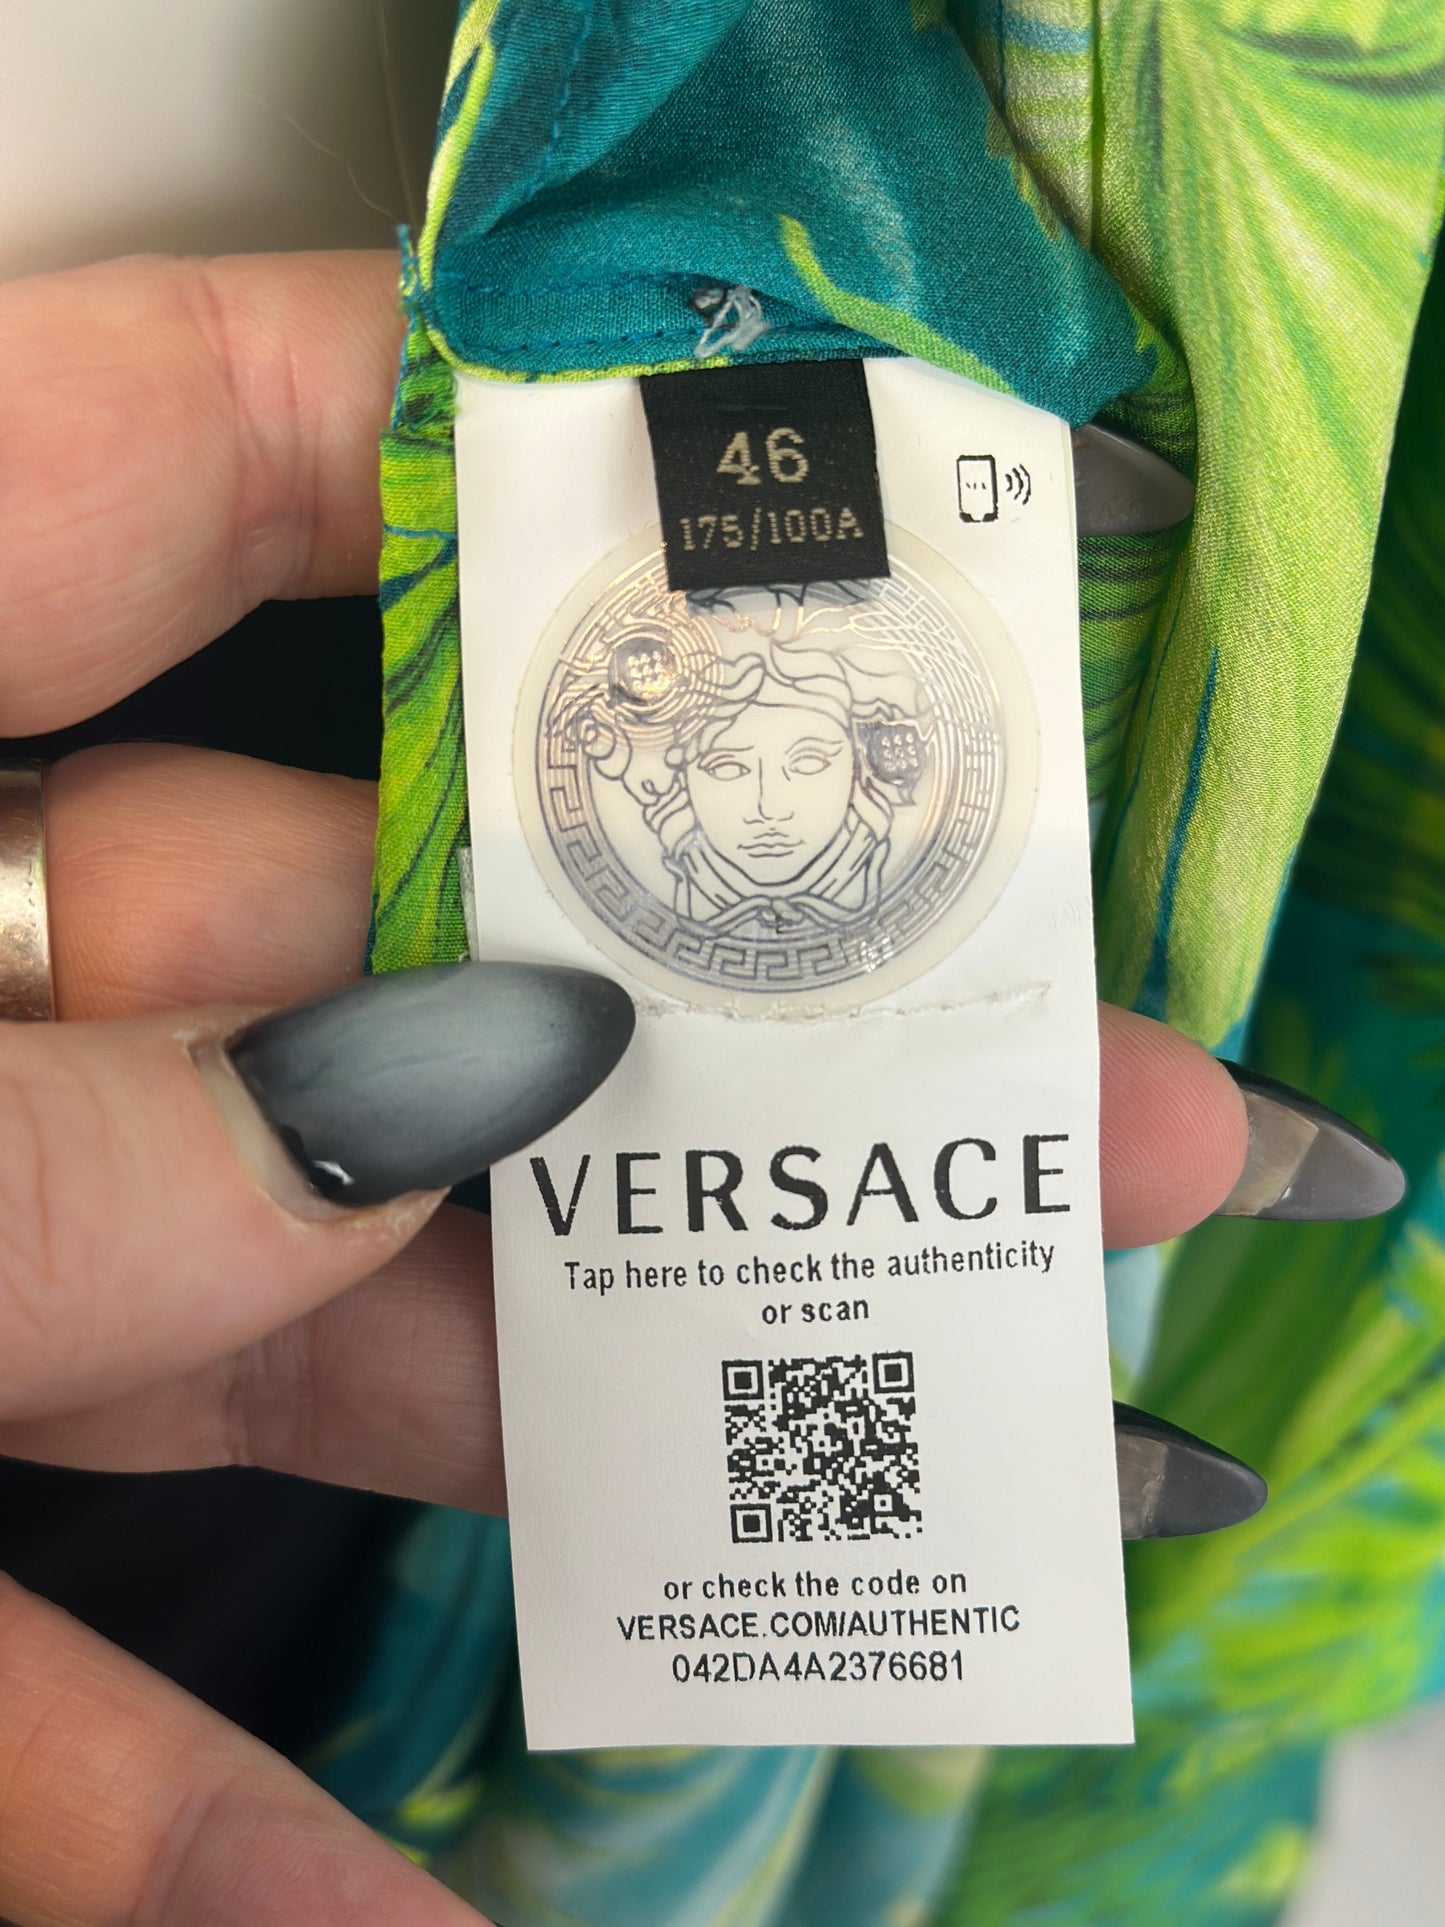 46
175/100A
VERSACE
Tap here to check the authenticity
or scan
or check the code on
VERSACE.COM/AUTHENTIC
042DA4A2376681